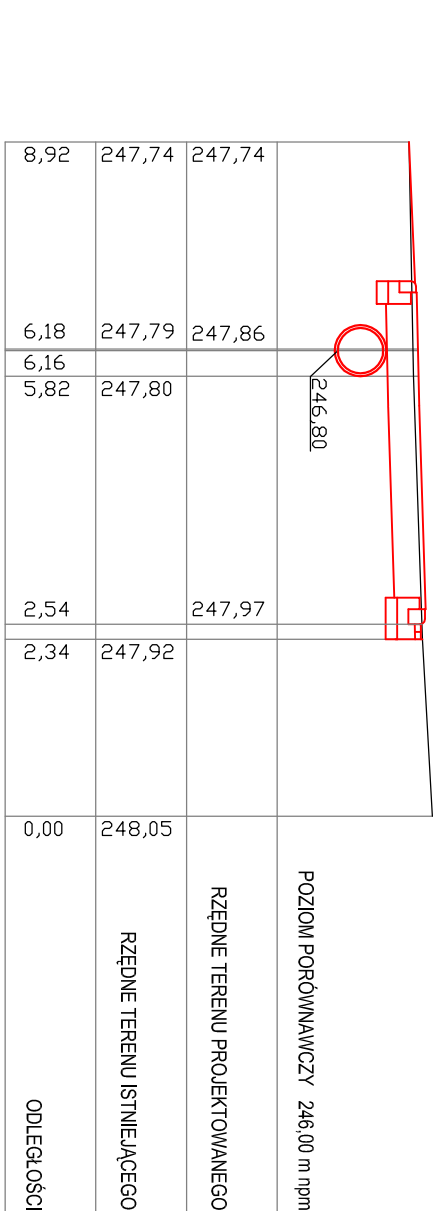 8,92 247,74 247,74
6,18 247,79 247,86
6,16
5,82 247,80
246,80
2,54 247,97
2,34 247,92
0,00 248,05
POZIOM PORÓWNAWCZY 246,00 m npm
RZĘDNE TERENU PROJEKTOWANEGO
RZĘDNE TERENU ISTNIEJĄCEGO
ODLEGŁOŚCI